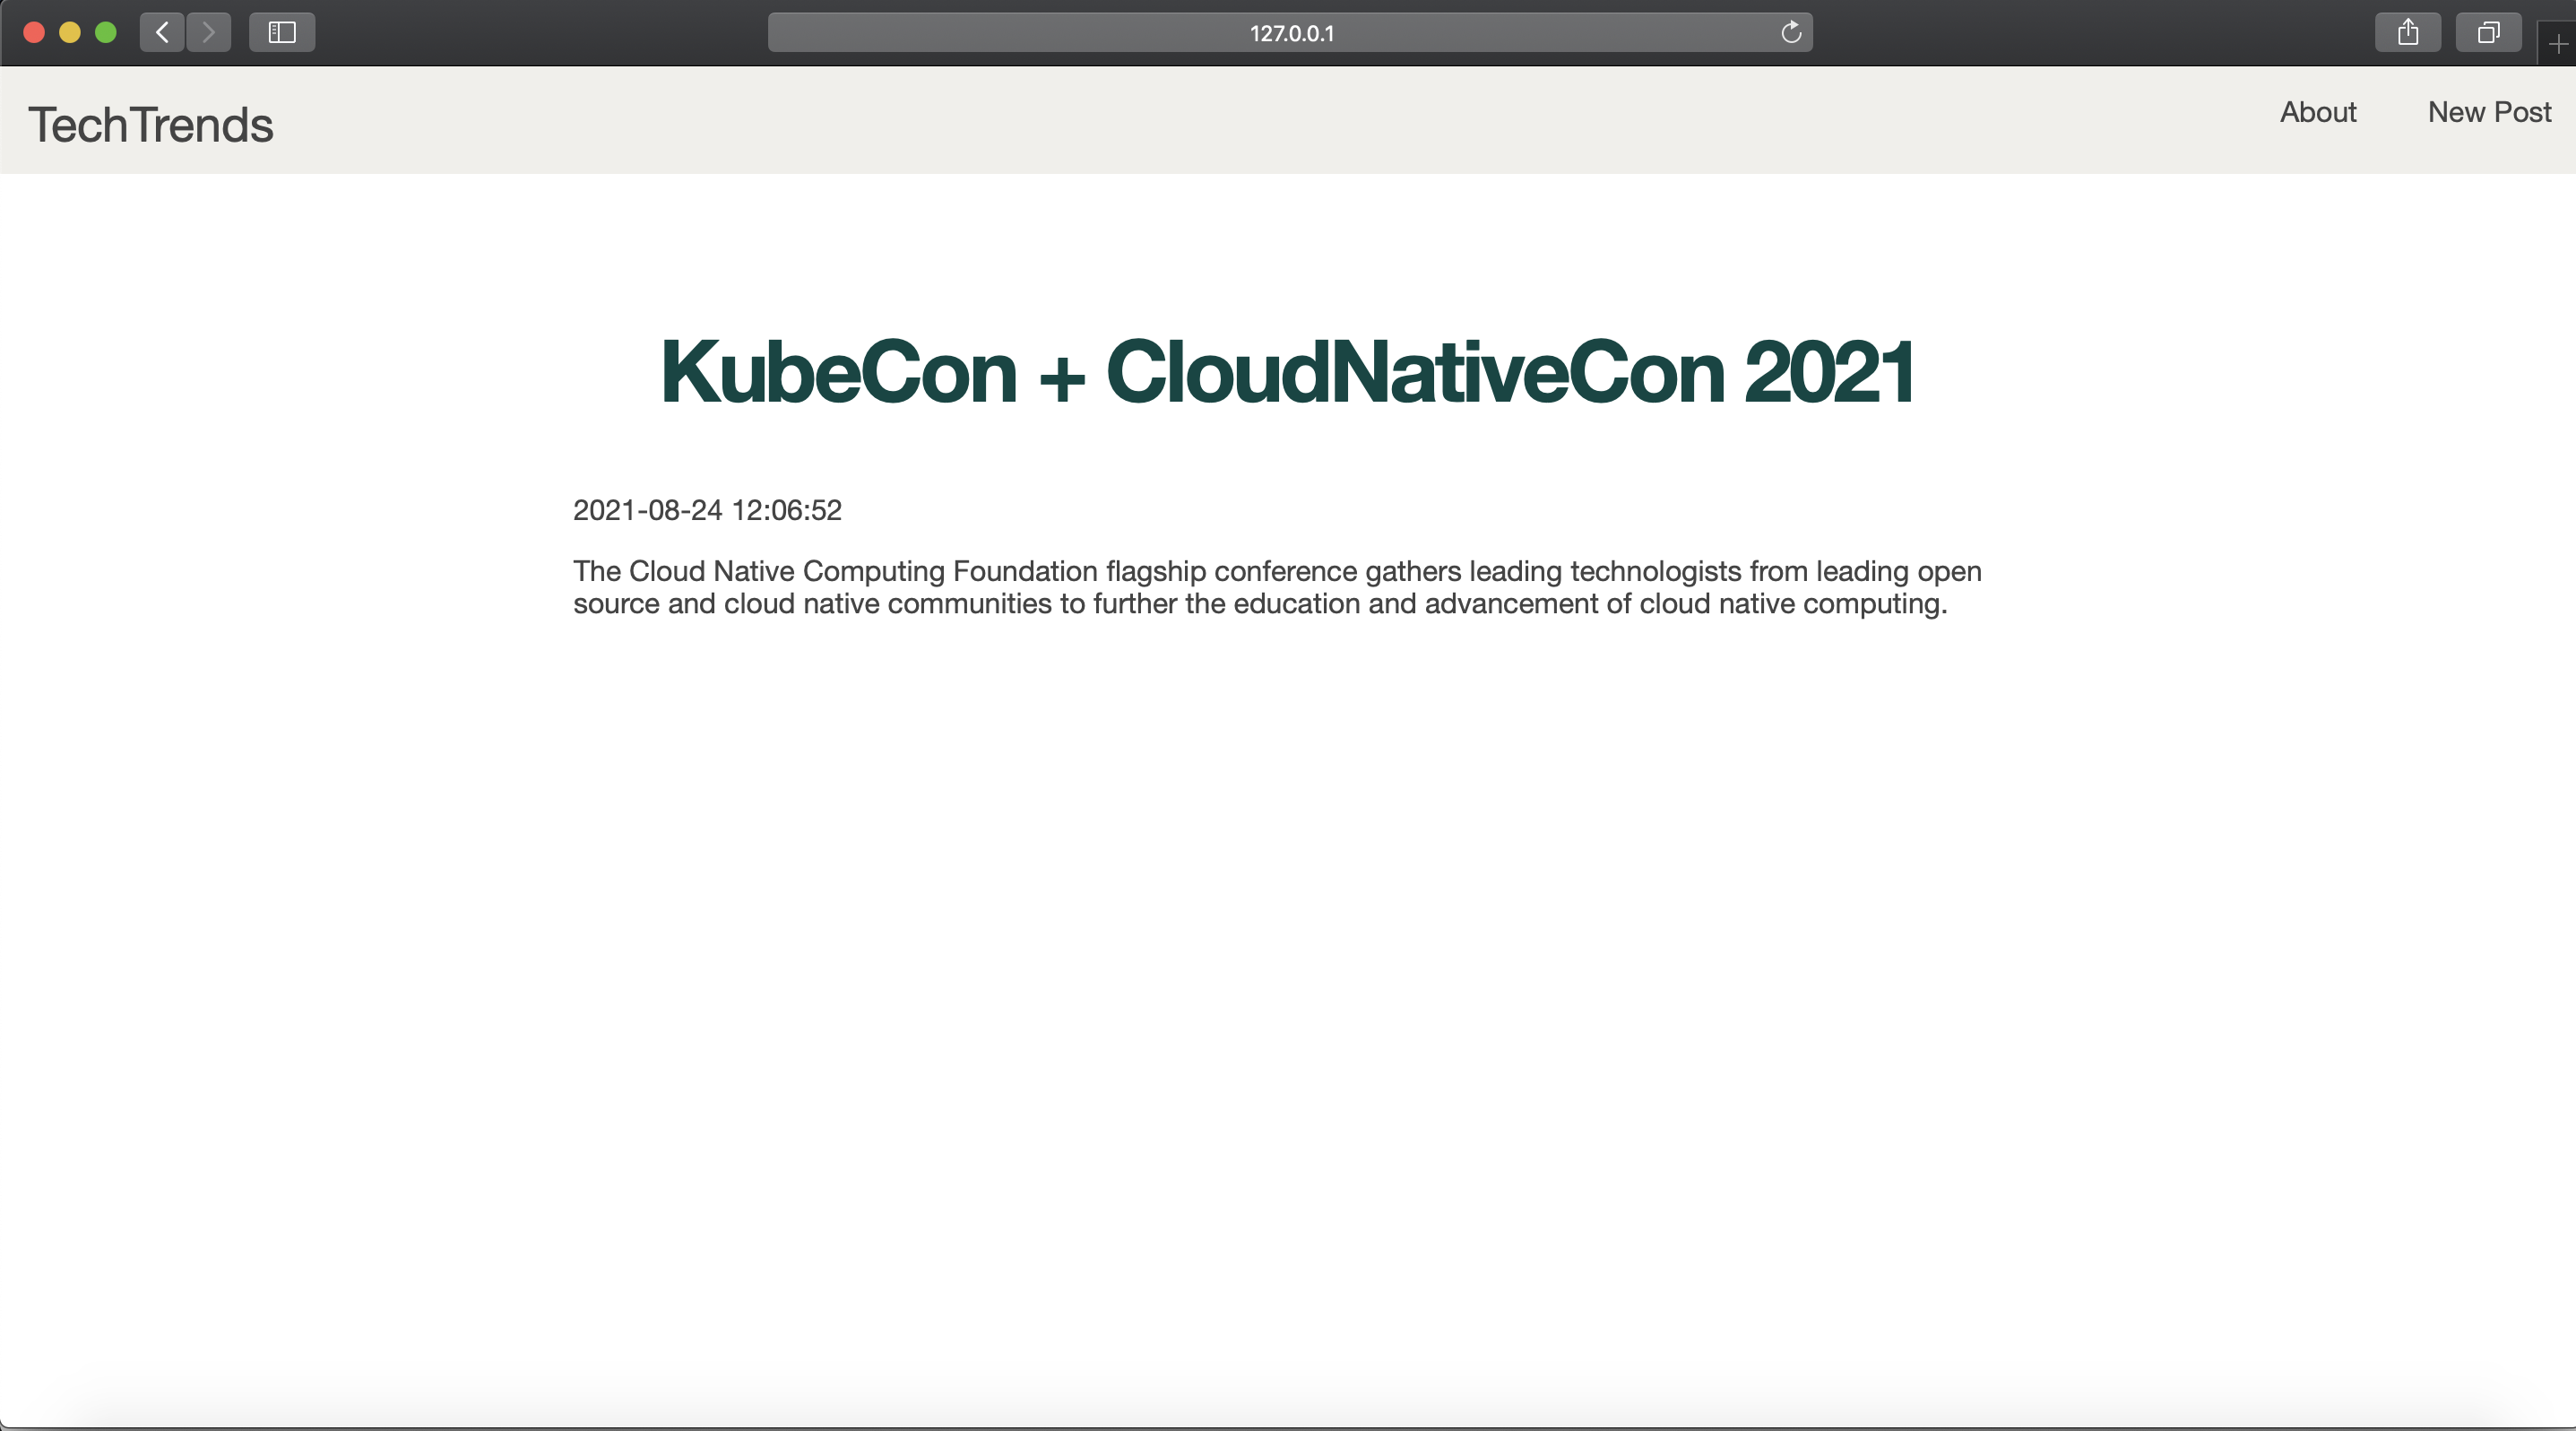 127.0.0.1
TechTrends
About
New Post
KubeCon + CloudNativeCon 2021
2021-08-24 12:06:52
The Cloud Native Computing Foundation flagship conference gathers leading technologists from leading open
source and cloud native communities to further the education and advancement of cloud native computing.